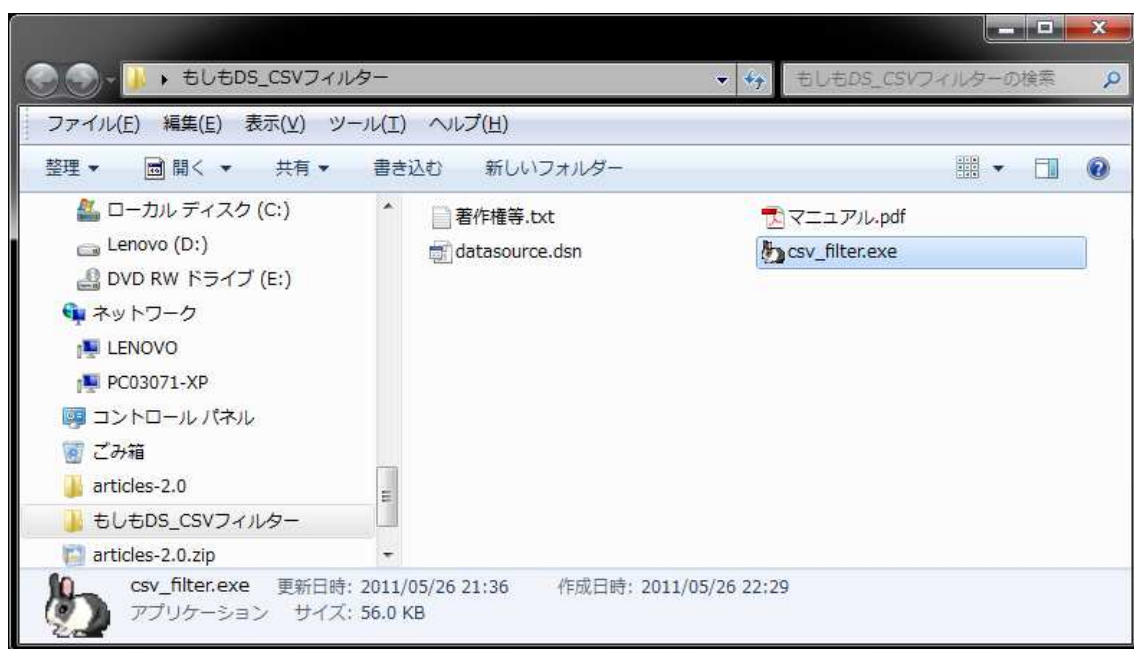 もしもDS_CSVフィルター
もしもDS_CSVフィルターの検索
ファイル(F) 編集(E) 表示(V) ツール(T) ヘルプ(H)
整理 開く 共有 書き込む 新しいフォルダー
ローカル ディスク (C:)
Lenovo (D:)
DVD RW ドライブ (E:)
ネットワーク
LENOVO
PC03071-XP
コントロール パネル
ごみ箱
articles-2.0
もしもDS_CSVフィルター
articles-2.0.zip
著作権等.txt
マニュアル.pdf
datasource.dsn
csv_filter.exe
csv_filter.exe 更新日時: 2011/05/26 21:36 作成日時: 2011/05/26 22:29
アプリケーション サイズ: 56.0 KB